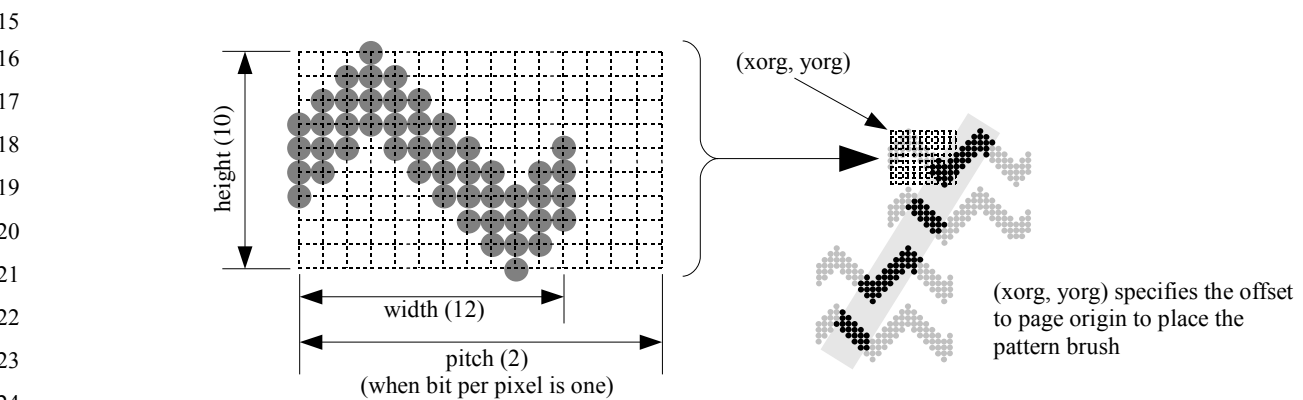 15
16
17
18
19
20
21
22
23
24
height (10)
width (12)
pitch (2)
(when bit per pixel is one)
(xorg, yorg)
(xorg, yorg) specifies the offset
to page origin to place the
pattern brush